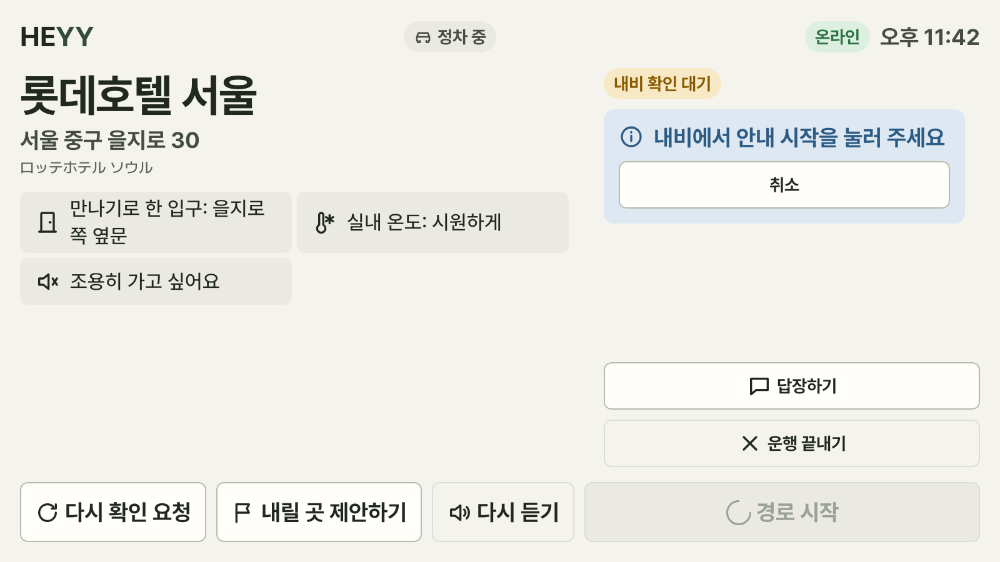 HEYY
정차 중
온라인
오후 11:42
롯데호텔 서울
서울 중구 을지로 30
ロッテホテル ソウル
만나기로 한 입구: 을지로
쪽 옆문
실내 온도: 시원하게
조용히 가고 싶어요
내비 확인 대기
내비에서 안내 시작을 눌러 주세요
취소
답장하기
운행 끝내기
다시 확인 요청
내릴 곳 제안하기
다시 듣기
경로 시작